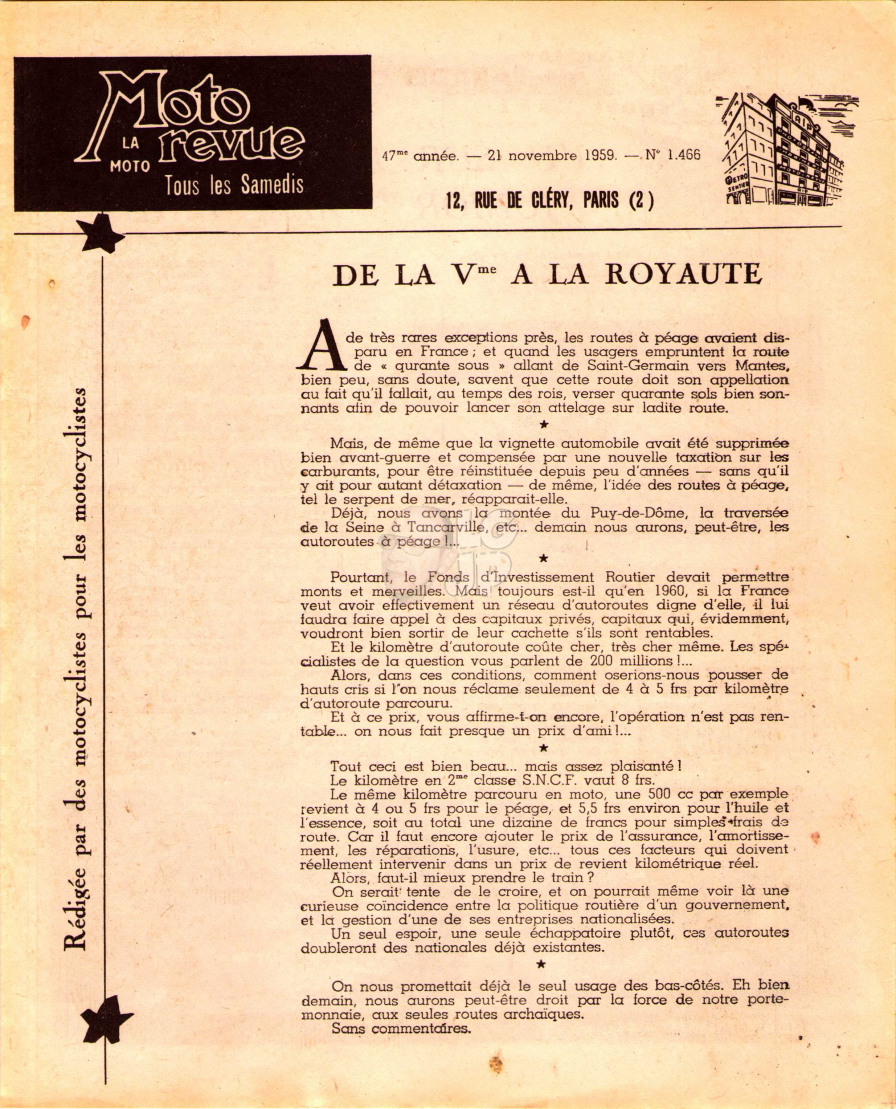 Moto
LA
MOTO
revue
Tous les Samedis
47me année. — 21 novembre 1959. — N° 1.466
12, RUE DE CLÉRY, PARIS (2)
METRO
SENTIER
DE LA Vme A LA ROYAUTE
A de très rares exceptions près, les routes à péage avaient dis-
paru en France ; et quand les usagers empruntent la route
de « qurante sous » allant de Saint-Germain vers Mantes,
bien peu, sans doute, savent que cette route doit son appellation
au fait qu'il fallait, au temps des rois, verser quarante sols bien son-
nants afin de pouvoir lancer son attelage sur ladite route.
★
Mais, de même que la vignette automobile avait été supprimée
bien avant-guerre et compensée par une nouvelle taxation sur les
carburants, pour être réinstituée depuis peu d'années — sans qu'il
y ait pour autant détaxation — de même, l'idée des routes à péage,
tel le serpent de mer, réapparait-elle.
Déjà, nous avons la montée du Puy-de-Dôme, la traversée
de la Seine à Tancarville, etc... demain nous aurons, peut-être, les
autoroutes à péage !...
★
Pourtant, le Fonds d'Investissement Routier devait permettre
monts et merveilles. Mais toujours est-il qu'en 1960, si la France
veut avoir effectivement un réseau d'autoroutes digne d'elle, il lui
faudra faire appel à des capitaux privés, capitaux qui, évidemment,
voudront bien sortir de leur cachette s'ils sont rentables.
Et le kilomètre d'autoroute coûte cher, très cher même. Les spé-
cialistes de la question vous parlent de 200 millions !...
Alors, dans ces conditions, comment oserions-nous pousser de
hauts cris si l'on nous réclame seulement de 4 à 5 frs par kilomètre
d'autoroute parcouru.
Et à ce prix, vous affirme-t-on encore, l'opération n'est pas ren-
table... on nous fait presque un prix d'ami !...
★
Tout ceci est bien beau... mais assez plaisanté !
Le kilomètre en 2me classe S.N.C.F. vaut 8 frs.
Le même kilomètre parcouru en moto, une 500 cc par exemple
revient à 4 ou 5 frs pour le péage, et 5,5 frs environ pour l'huile et
l'essence, soit au total une dizaine de francs pour simples frais de
route. Car il faut encore ajouter le prix de l'assurance, l'amortisse-
ment, les réparations, l'usure, etc... tous ces facteurs qui doivent
réellement intervenir dans un prix de revient kilométrique réel.
Alors, faut-il mieux prendre le train ?
On serait tente de le croire, et on pourrait même voir là une
curieuse coïncidence entre la politique routière d'un gouvernement,
et la gestion d'une de ses entreprises nationalisées.
Un seul espoir, une seule échappatoire plutôt, ces autoroutes
doubleront des nationales déjà existantes.
★
On nous promettait déjà le seul usage des bas-côtés. Eh bien
demain, nous aurons peut-être droit par la force de notre porte-
monnaie, aux seules routes archaïques.
Sans commentaires.
Rédigée par des motocyclistes pour les motocyclistes